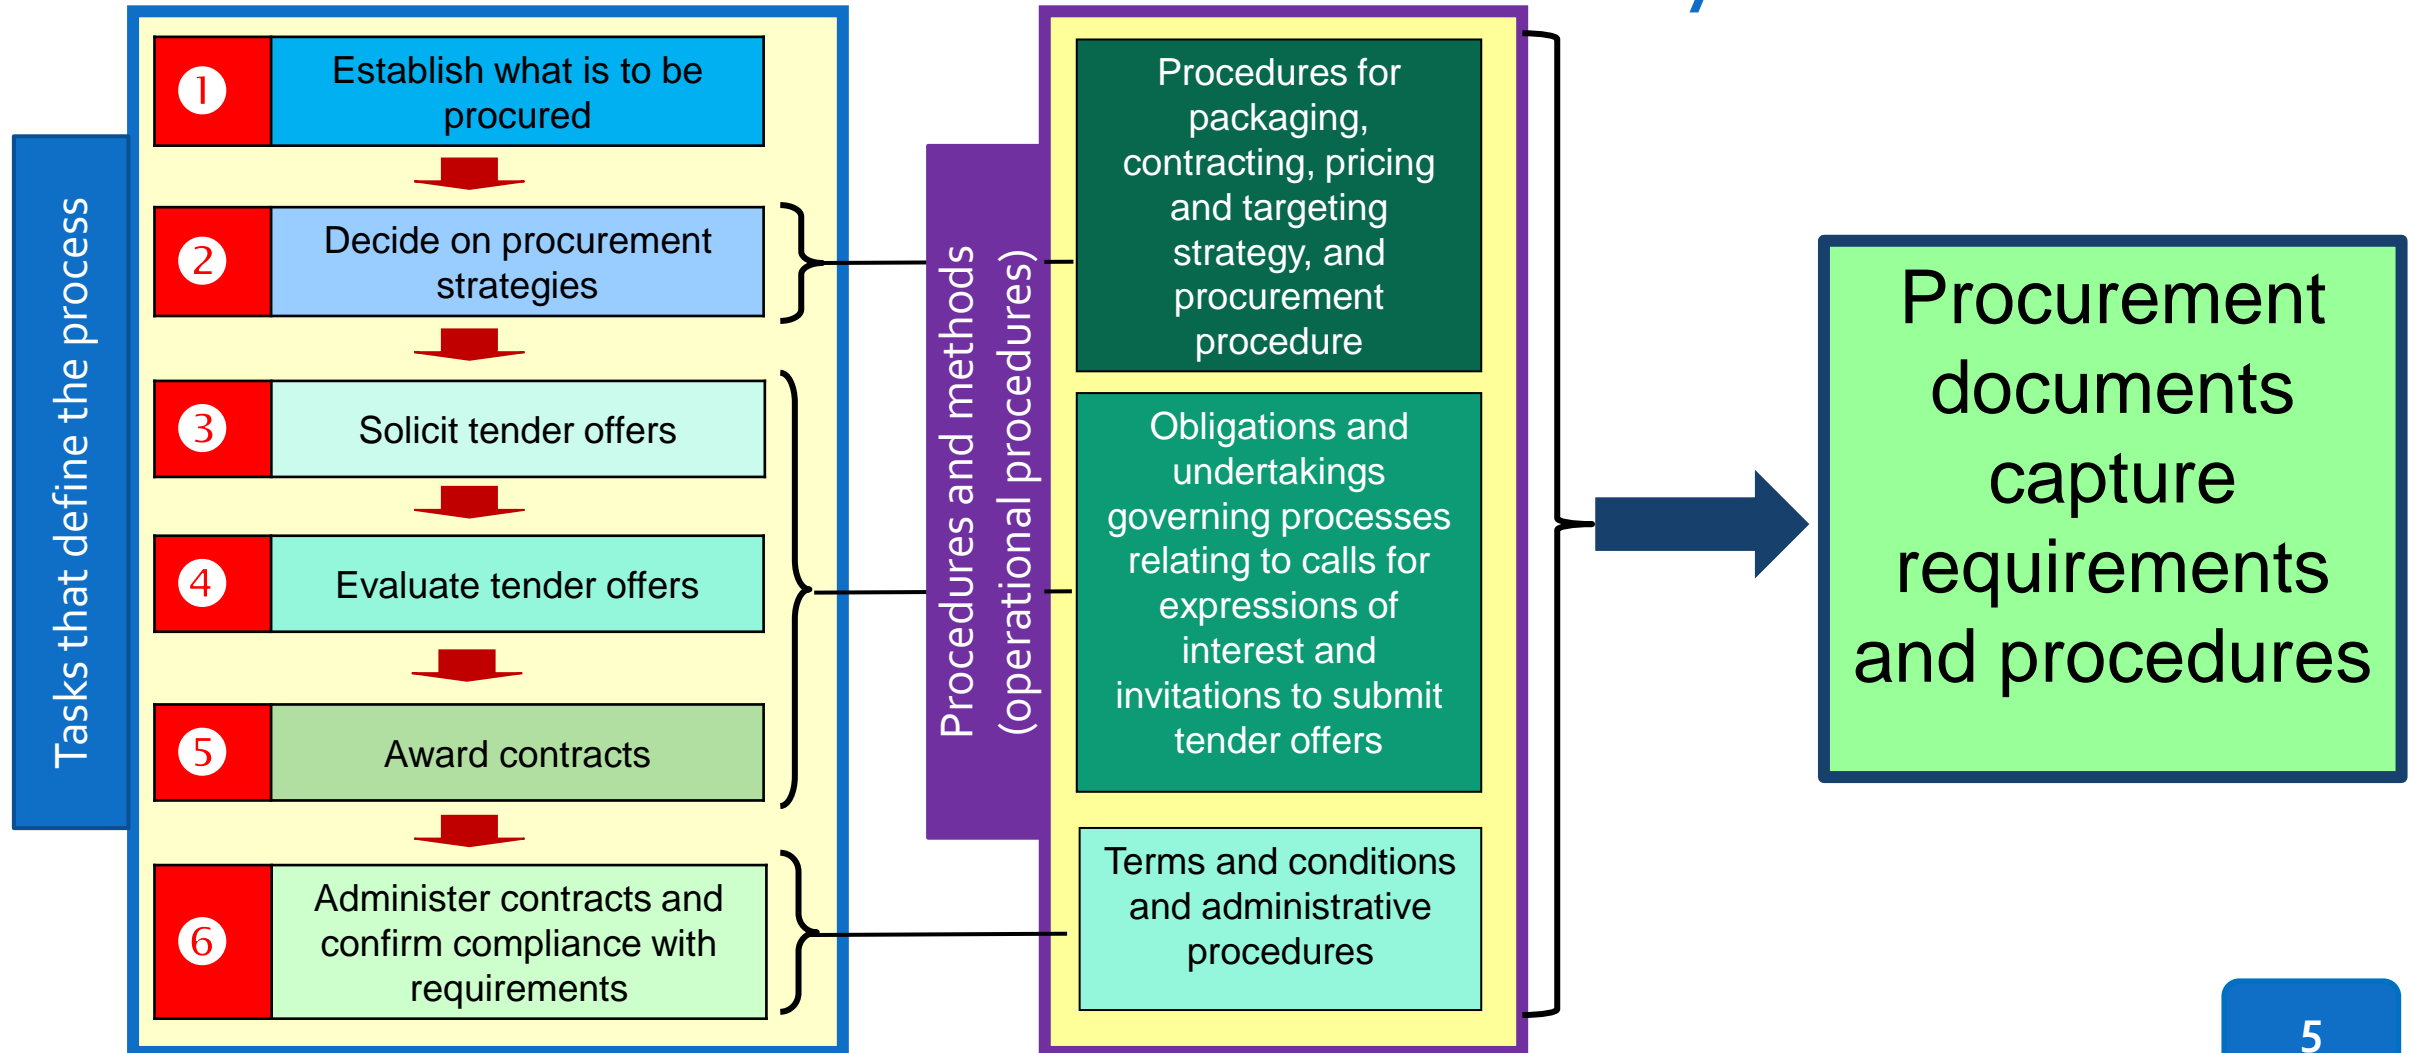 Tasks that define the process
1
Establish what is to be
procured
2
Decide on procurement
strategies
3
Solicit tender offers
4
Evaluate tender offers
5
Award contracts
6
Administer contracts and
confirm compliance with
requirements
Procedures and methods
(operational procedures)
Procedures for
packaging,
contracting, pricing
and targeting
strategy, and
procurement
procedure
Obligations and
undertakings
governing processes
relating to calls for
expressions of
interest and
invitations to submit
tender offers
Terms and conditions
and administrative
procedures
Procurement
documents
capture
requirements
and procedures
5